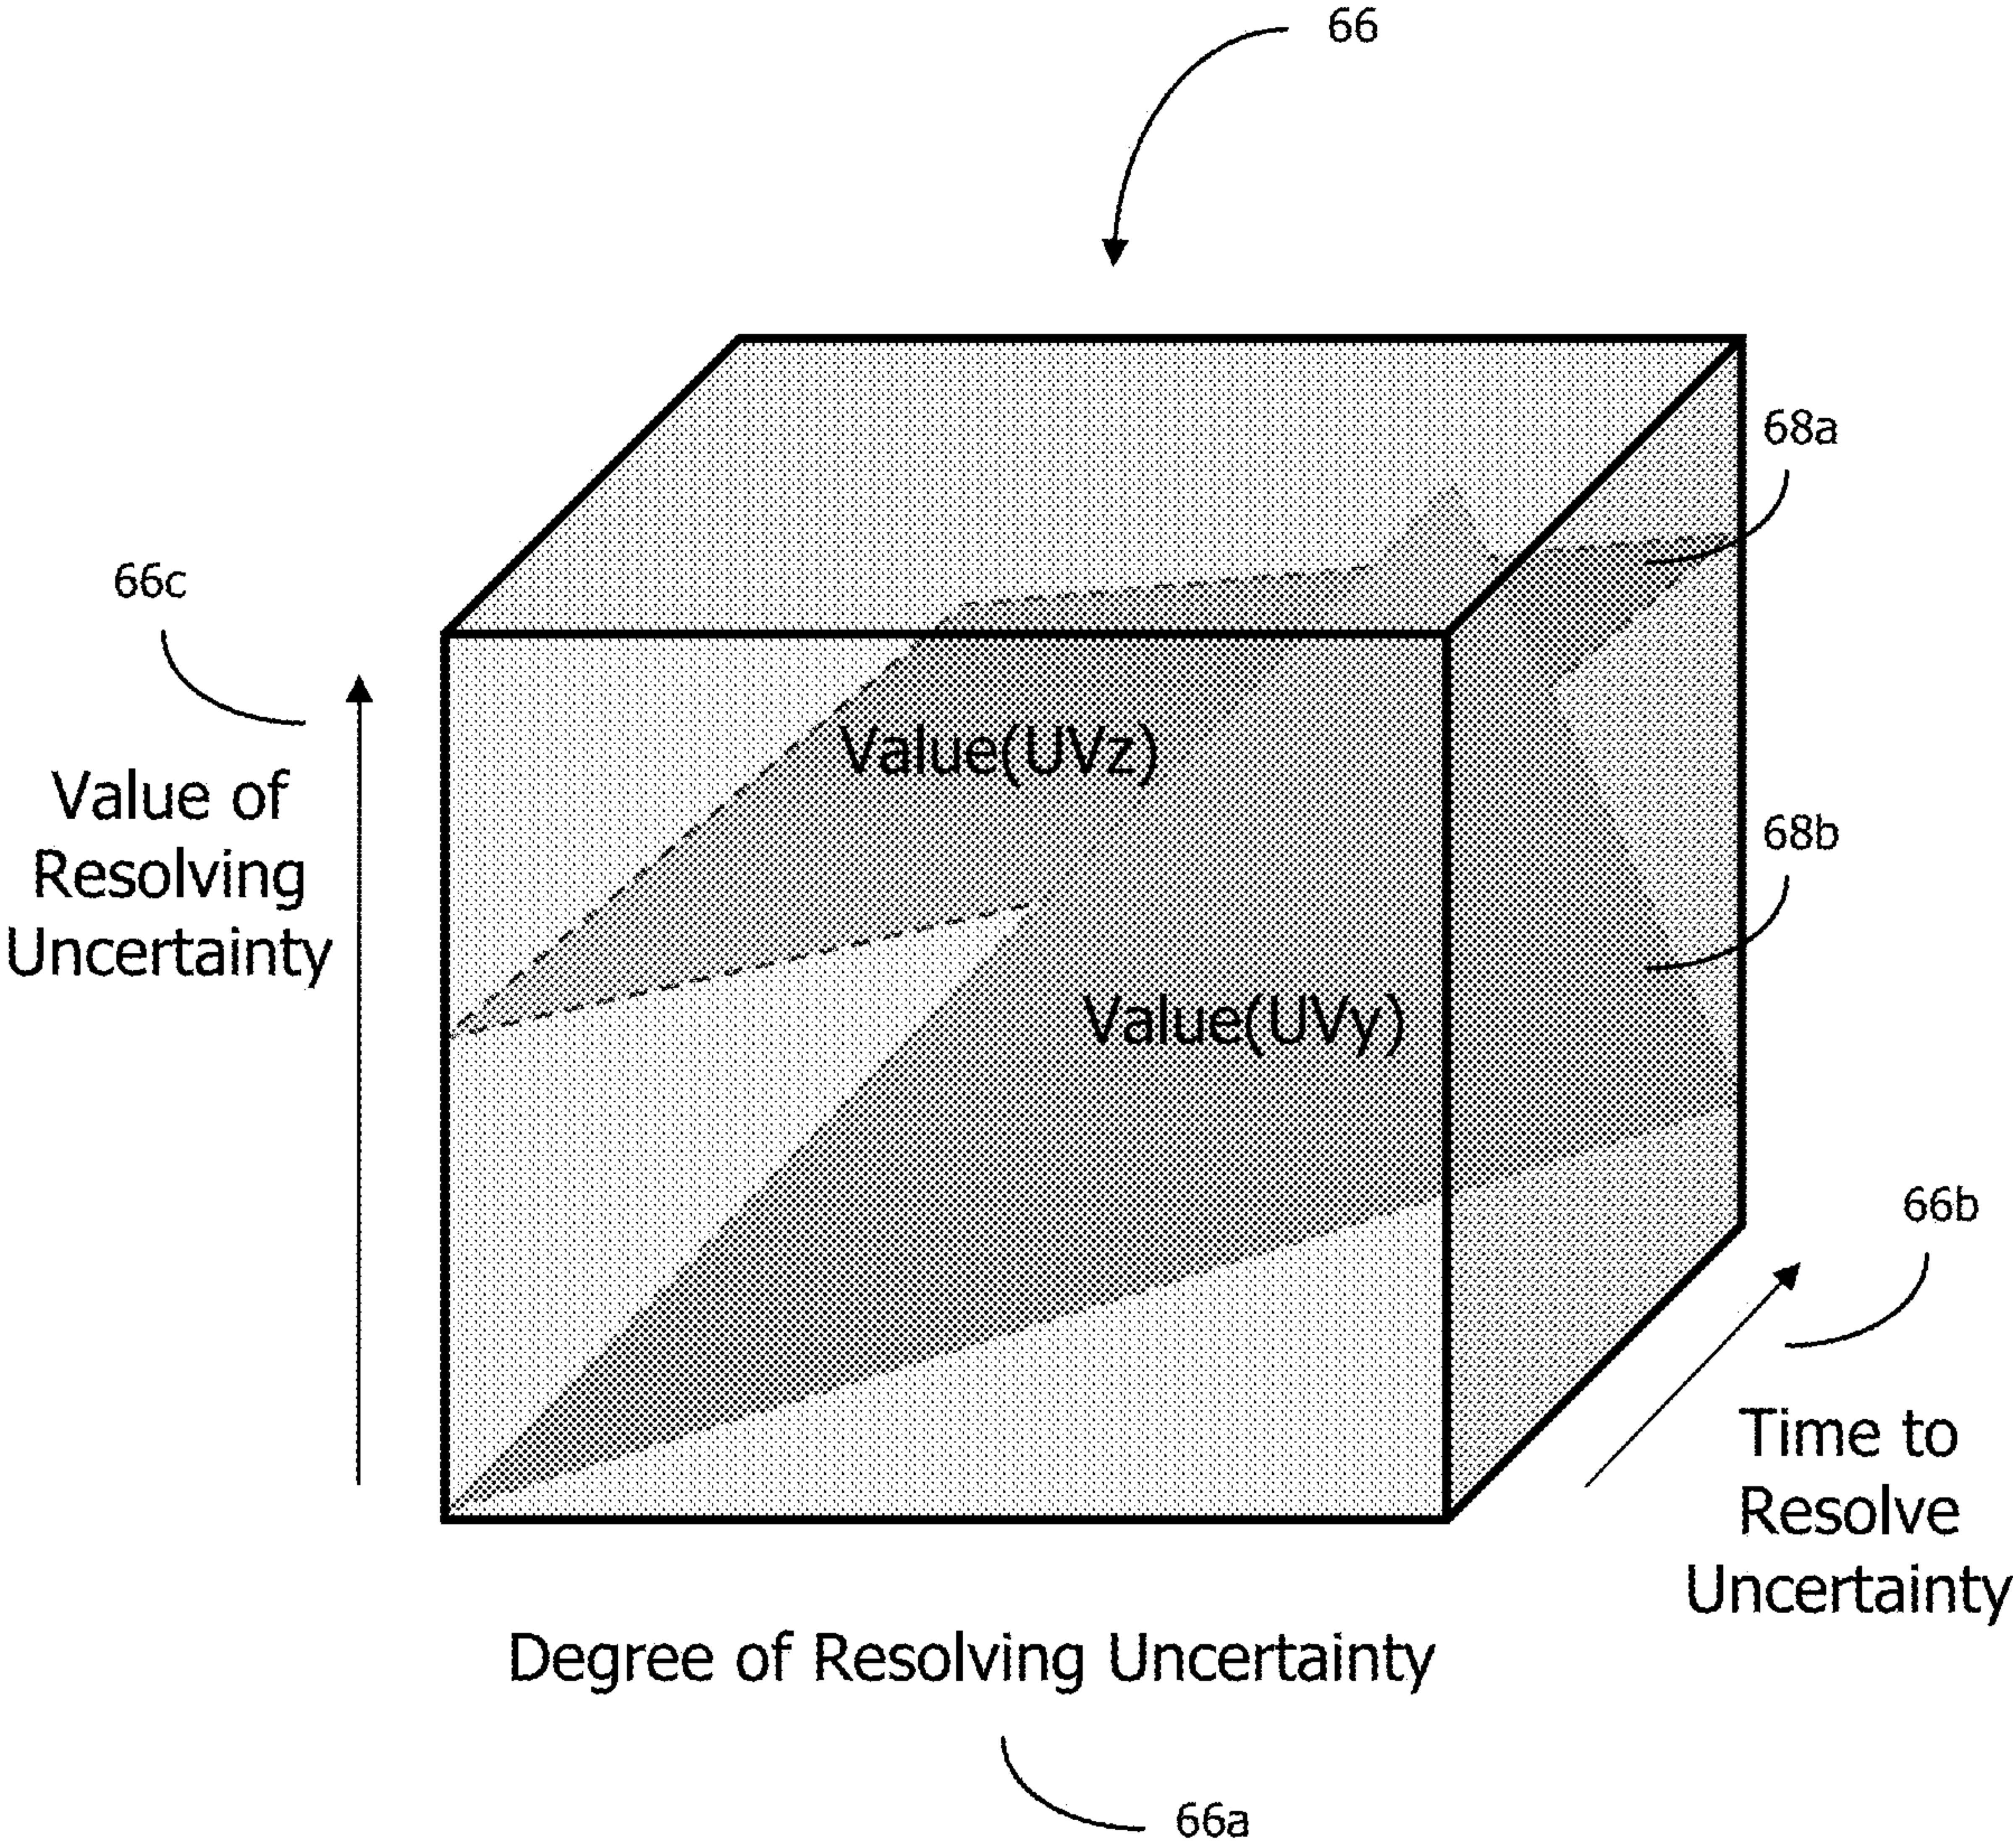 66
68a
66c
Value(UVz)
Value of
Resolving
Uncertainty
68b
Value(UVy)
66b
Time to
Resolve
Uncertainty
Degree of Resolving Uncertainty
66a